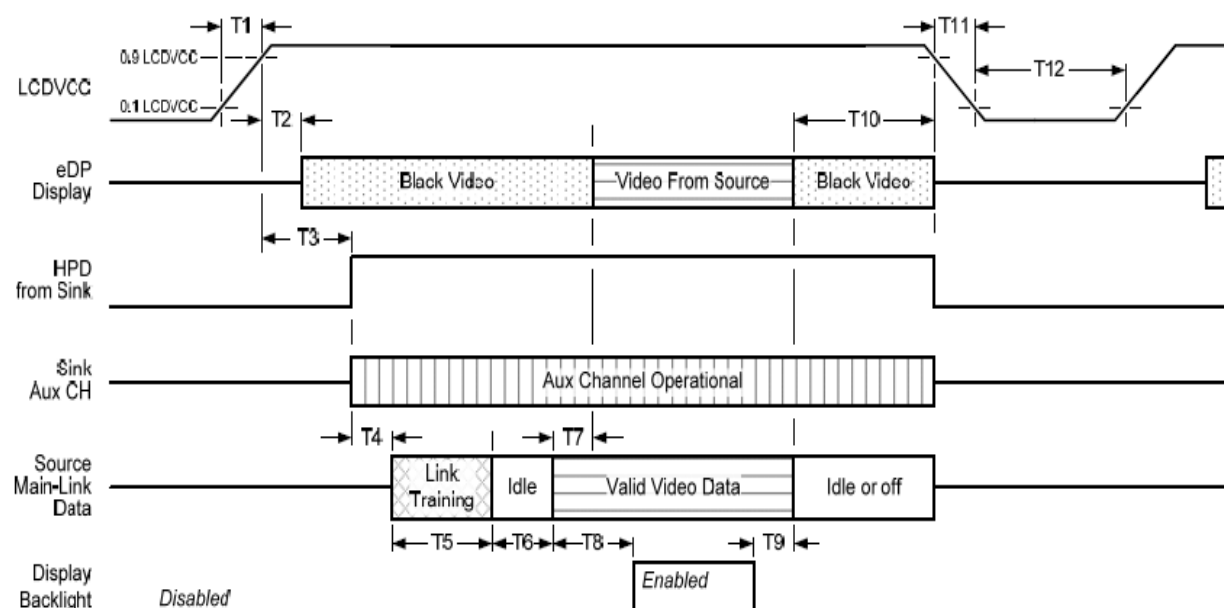 T1
T11
0.9 LCDVCC
T12
LCDVCC
0.1 LCDVCC
T2
T10
eDP
Display
Black Video
Video From Source
Black Video
T3
HPD
from Sink
Sink
Aux CH
Aux Channel Operational
T4
T7
Source
Main-Link
Data
Link
Training
Idle
Valid Video Data
Idle or off
T5
T6
T8
T9
Display
Backlight
Disabled
Enabled